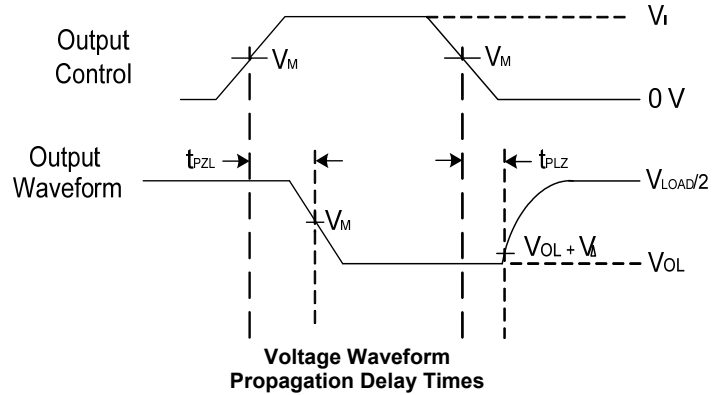 Output
Control
VM
VM
VI
0 V
Output
Waveform
tPZL
tPLZ
VM
VLOAD/2
VOL + VΔ
VOL
Voltage Waveform
Propagation Delay Times